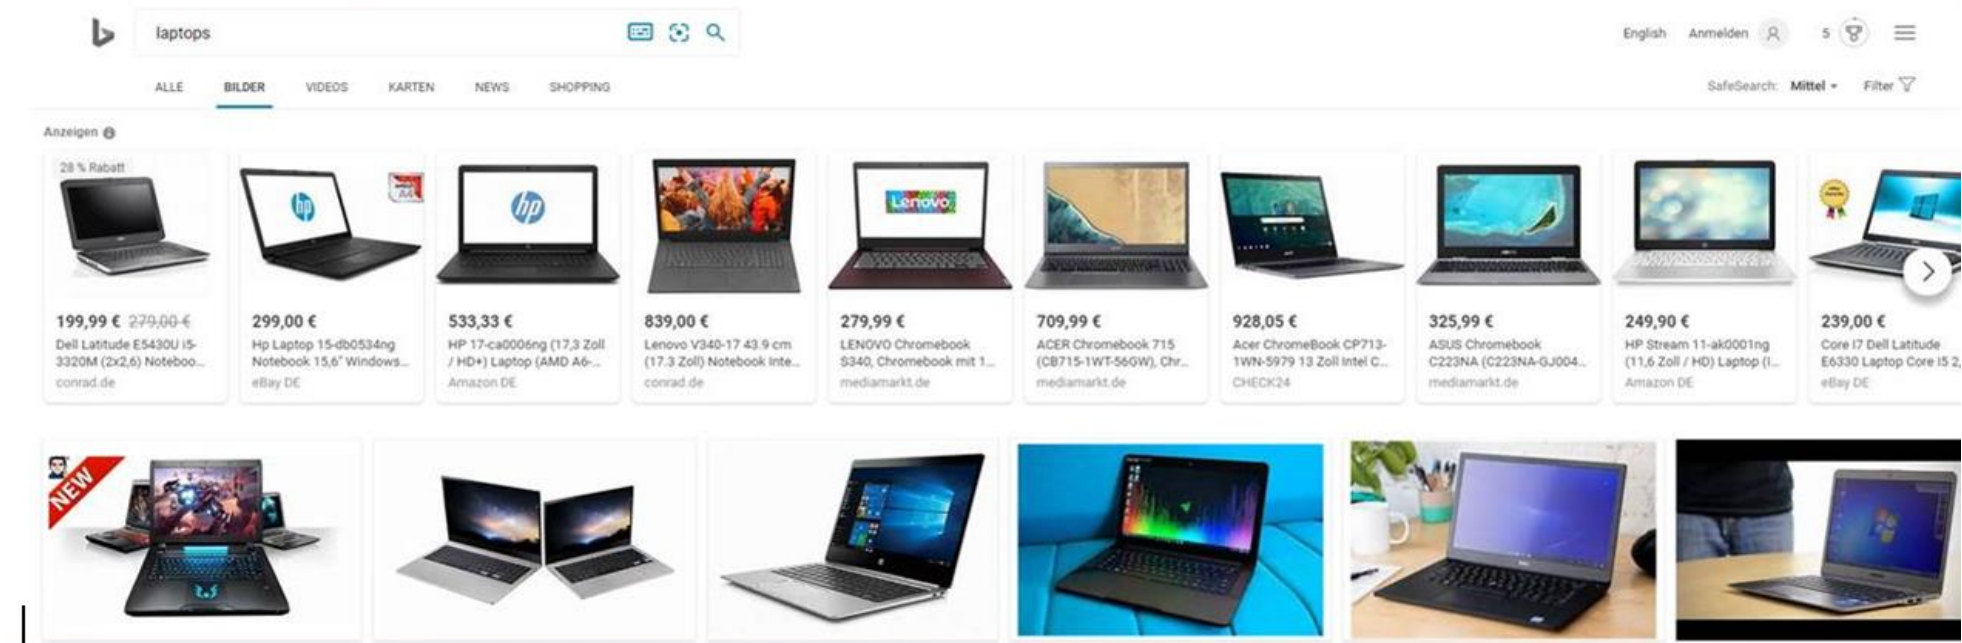 laptops
English Anmelden 5
ALLE BILDER VIDEOS KARTEN NEWS SHOPPING
SafeSearch: Mittel Filter
Anzeigen
28 % Rabatt
199,99 € 279,00 €
Dell Latitude E5430U i5-
3320M (2x2,6) Noteboo...
conrad.de
hp
299,00 €
Hp Laptop 15-db0534ng
Notebook 15,6" Windows...
eBay DE
hp
533,33 €
HP 17-ca0006ng (17,3 Zoll
/ HD+) Laptop (AMD A6-...
Amazon DE
839,00 €
Lenovo V340-17 43.9 cm
(17.3 Zoll) Notebook Inte...
conrad.de
Lenovo
279,99 €
LENOVO Chromebook
S340, Chromebook mit 1...
mediamarkt.de
709,99 €
ACER Chromebook 715
(CB715-1WT-56GW), Chr...
mediamarkt.de
928,05 €
Acer ChromeBook CP713-
1WN-5979 13 Zoll Intel C...
CHECK24
325,99 €
ASUS Chromebook
C223NA (C223NA-GJ004...
mediamarkt.de
249,90 €
HP Stream 11-ak0001ng
(11,6 Zoll / HD) Laptop (I...
Amazon DE
239,00 €
Core I7 Dell Latitude
E6330 Laptop Core I5 2,
eBay DE
NEW